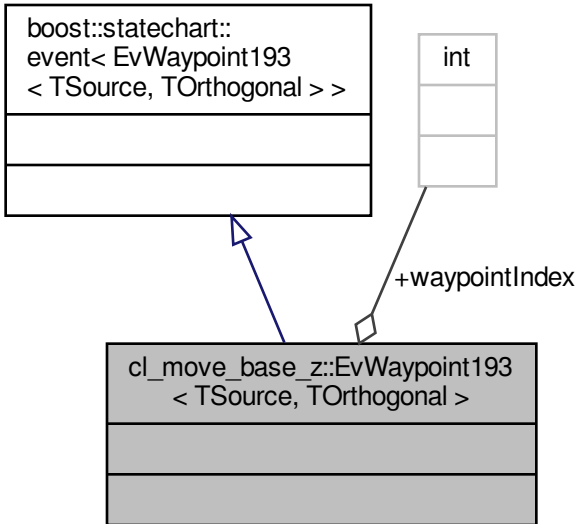 boost::statechart::
event< EvWaypoint193
< TSource, TOrthogonal > >
int
+waypointIndex
cl_move_base_z::EvWaypoint193
< TSource, TOrthogonal >